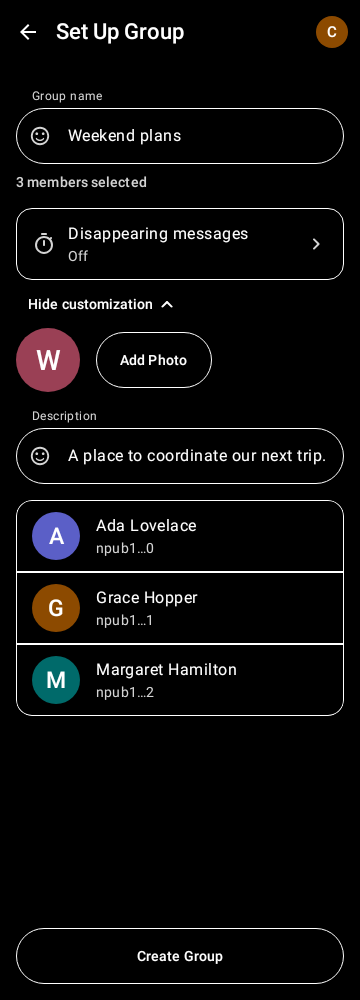 Set Up Group
C
Group name
Weekend plans
3 members selected
Disappearing messages
Off
Hide customization
W
Add Photo
Description
A place to coordinate our next trip.
A
Ada Lovelace
npub1…0
G
Grace Hopper
npub1…1
M
Margaret Hamilton
npub1…2
Create Group